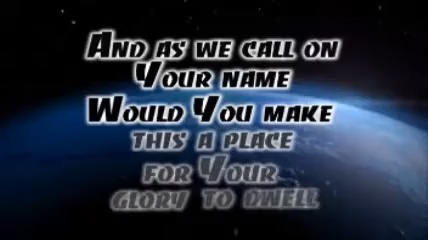 And as we call on
Your name
Would You make
this a place
for Your
glory to dwell